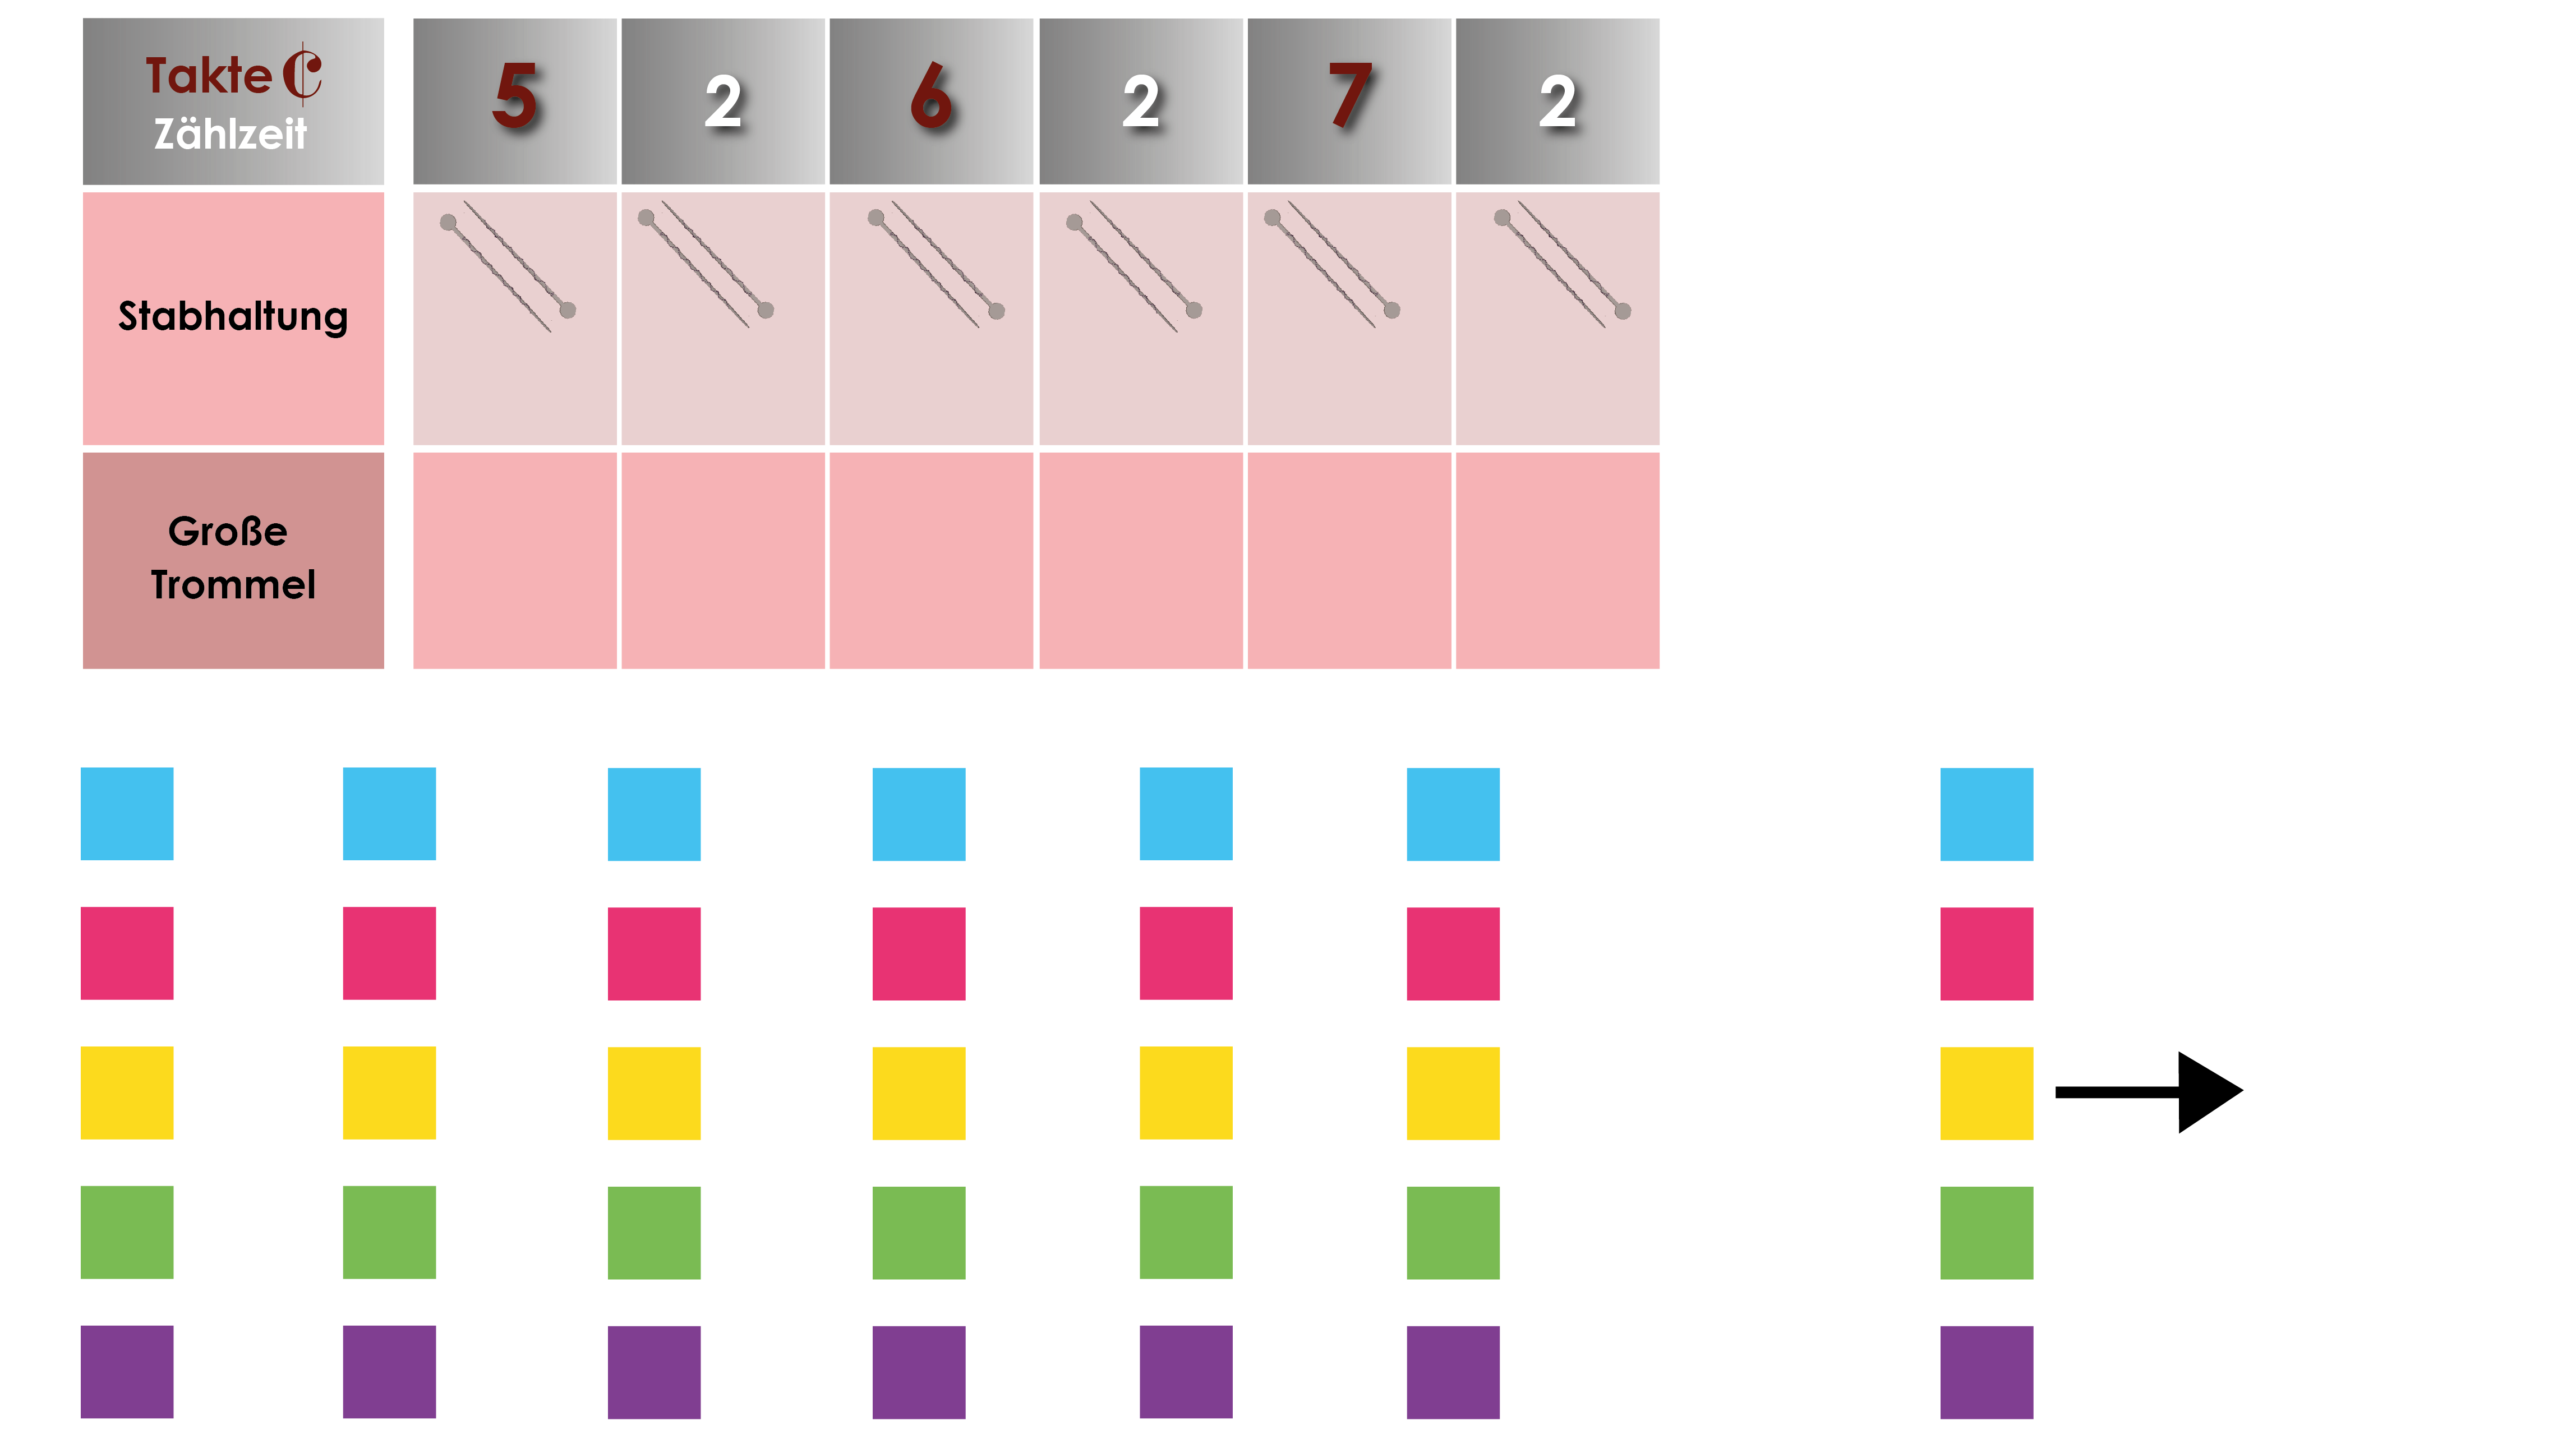 Takte 𝄵 5 2 6 2 7 2
Zählzeit
Stabhaltung
Große
Trommel